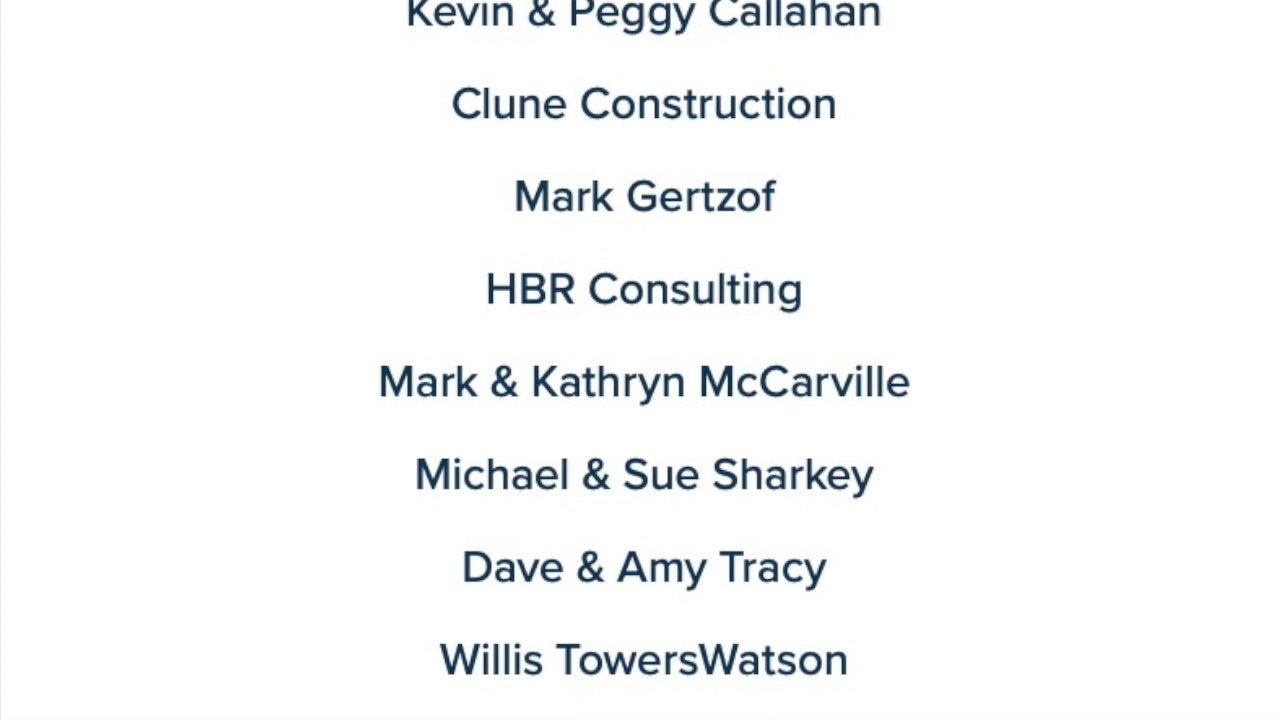 Kevin & Peggy Callahan
Clune Construction
Mark Gertzof
HBR Consulting
Mark & Kathryn McCarville
Michael & Sue Sharkey
Dave & Amy Tracy
Willis TowersWatson